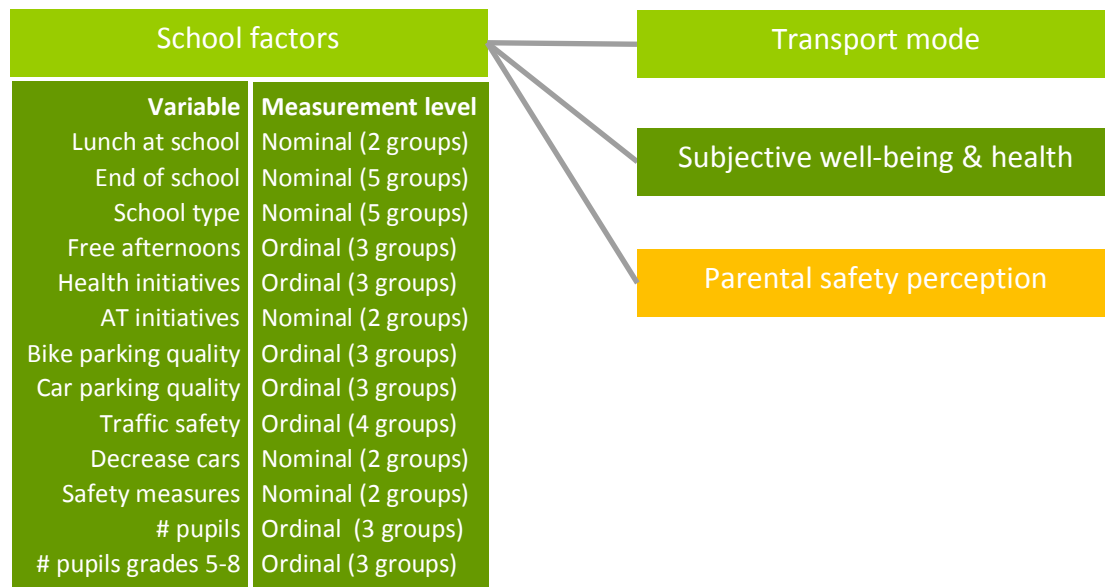 School factors
Variable Measurement level
Lunch at school Nominal (2 groups)
End of school Nominal (5 groups)
School type Nominal (5 groups)
Free afternoons Ordinal (3 groups)
Health initiatives Ordinal (3 groups)
AT initiatives Nominal (2 groups)
Bike parking quality Ordinal (3 groups)
Car parking quality Ordinal (3 groups)
Traffic safety Ordinal (4 groups)
Decrease cars Nominal (2 groups)
Safety measures Nominal (2 groups)
# pupils Ordinal (3 groups)
# pupils grades 5-8 Ordinal (3 groups)
Transport mode
Subjective well-being & health
Parental safety perception